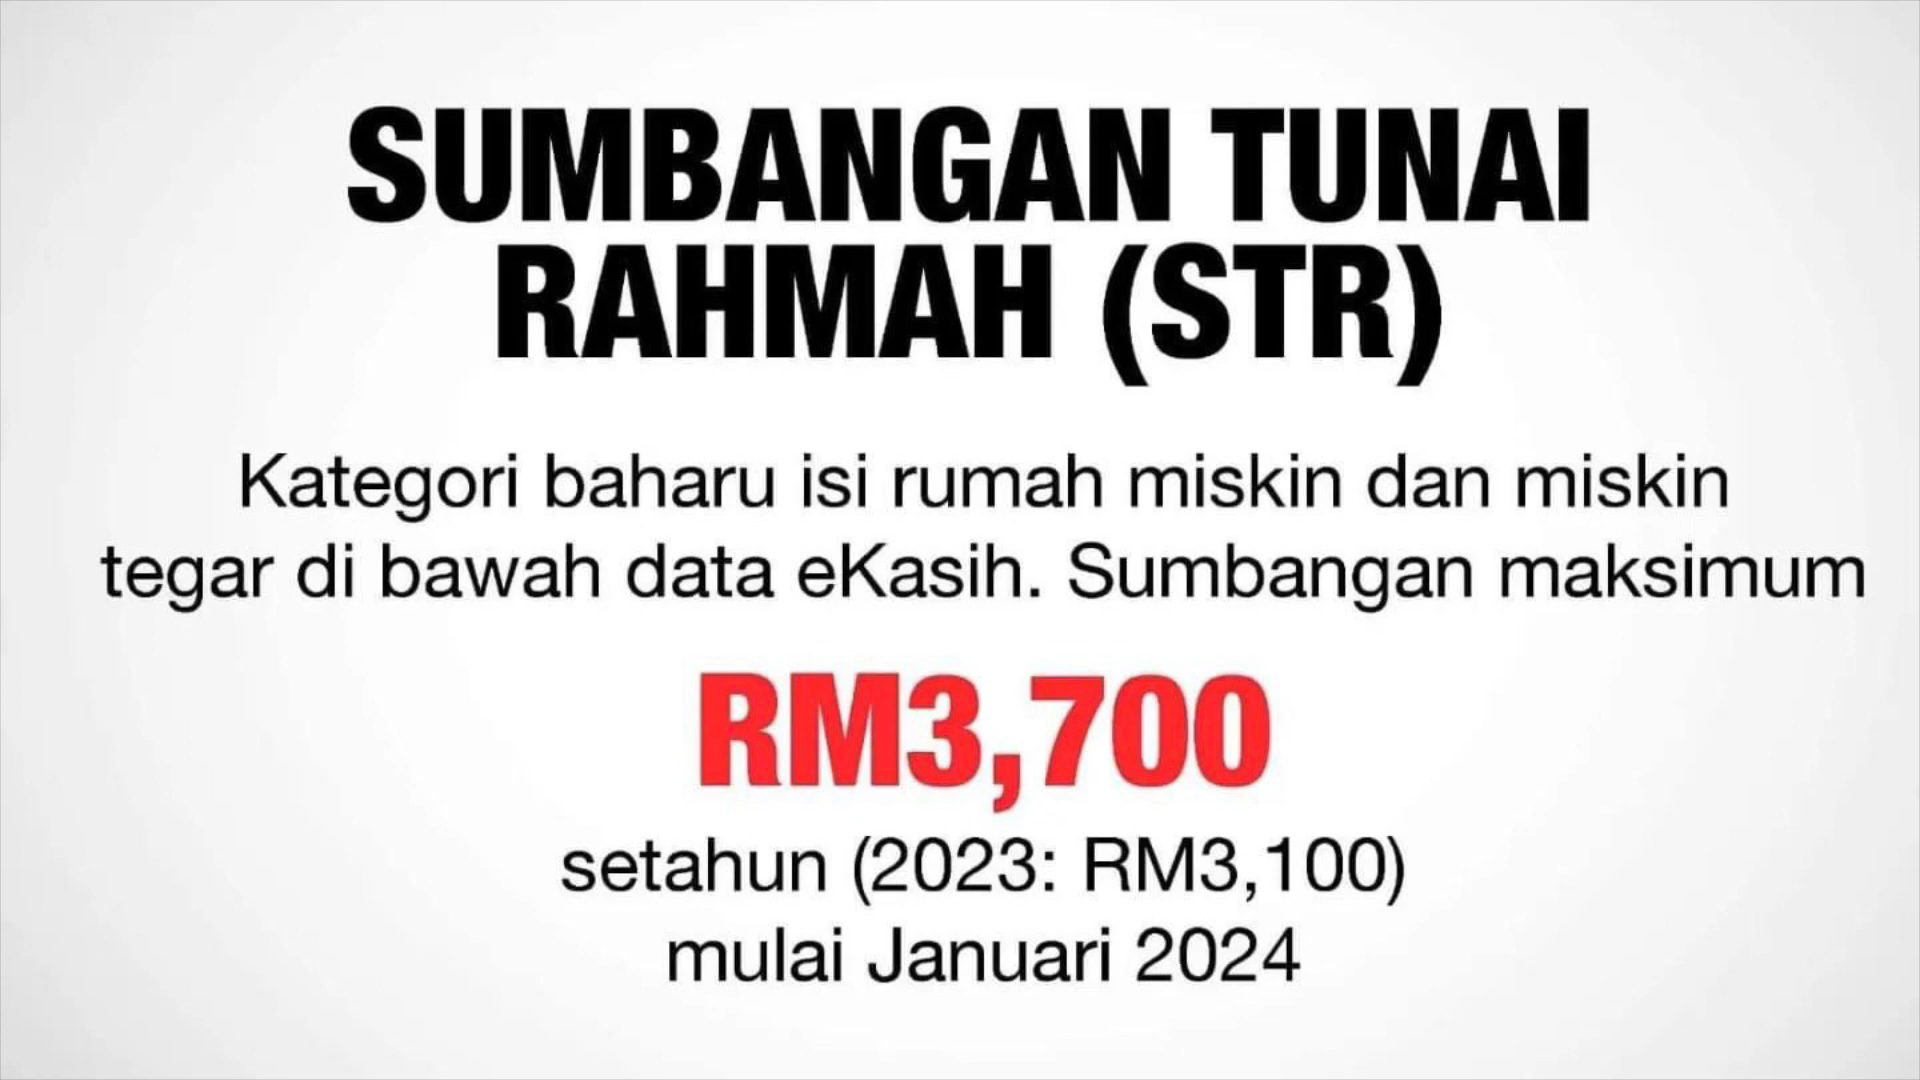 SUMBANGAN TUNAI
RAHMAH (STR)
Kategori baharu isi rumah miskin dan miskin
tegar di bawah data eKasih. Sumbangan maksimum
RM3,700
setahun (2023: RM3,100)
mulai Januari 2024